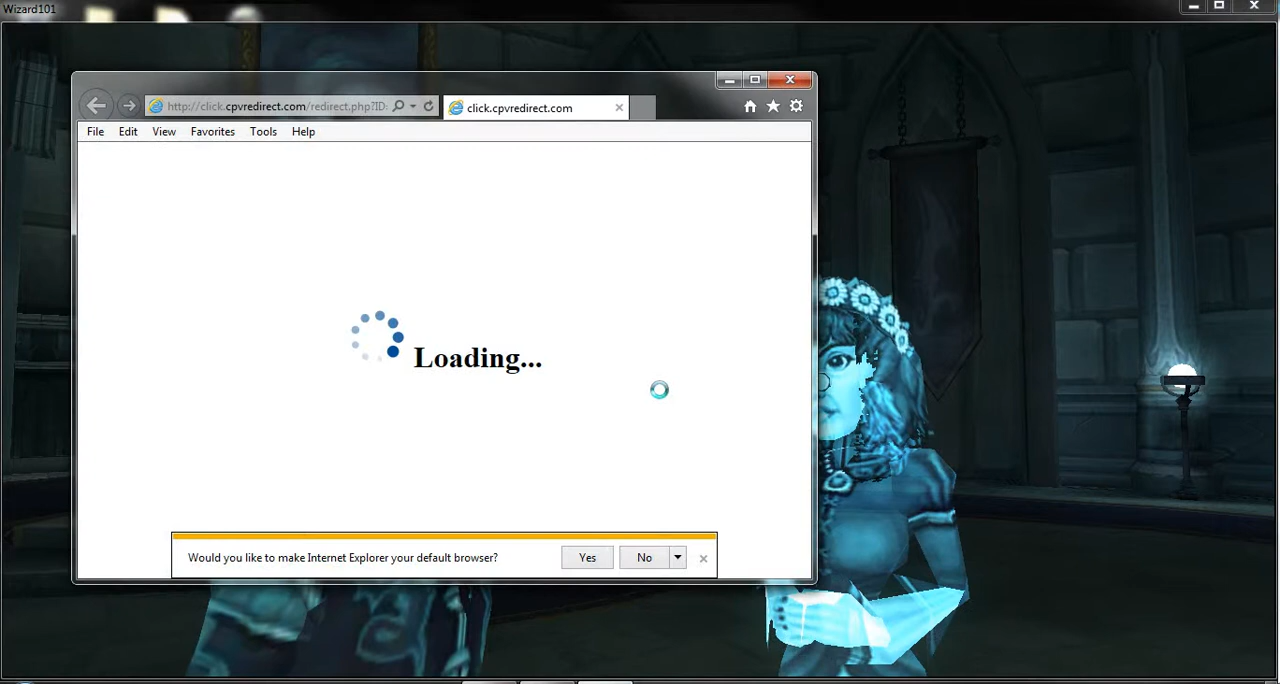 Wizard101
http://click.cpvredirect.com/redirect.php?ID:
click.cpvredirect.com
File Edit View Favorites Tools Help
Loading...
Would you like to make Internet Explorer your default browser? Yes No